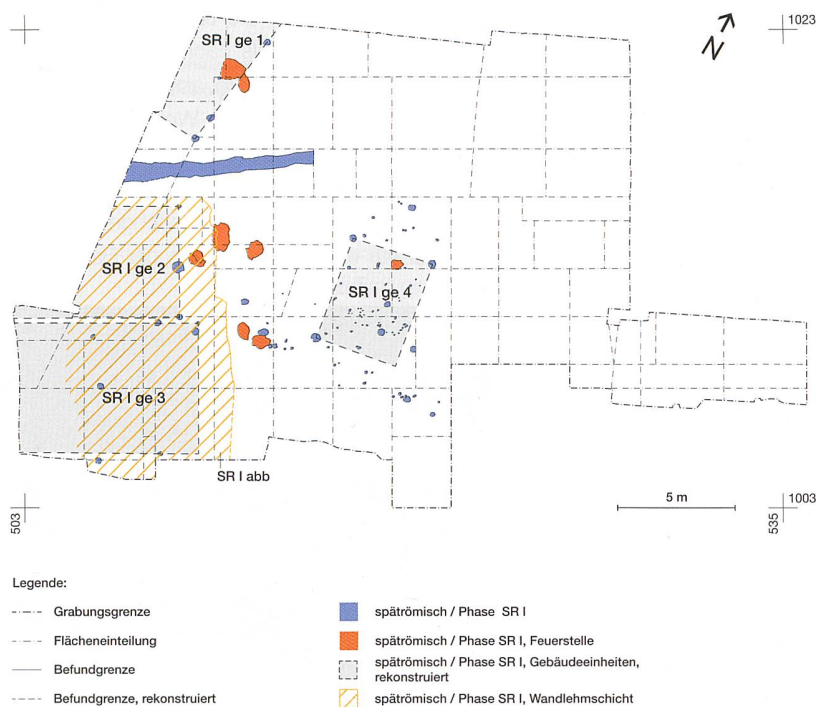 1023
N
SR I ge 1
SR I ge 2
SR I ge 4
SR I ge 3
SR I abb
5 m
1003
503
535
Legende:
Grabungsgrenze
Flächeneinteilung
Befundgrenze
Befundgrenze, rekonstruiert
spätrömisch / Phase SR I
spätrömisch / Phase SR I, Feuerstelle
spätrömisch / Phase SR I, Gebäudeeinheiten,
rekonstruiert
spätrömisch / Phase SR I, Wandlehmschicht